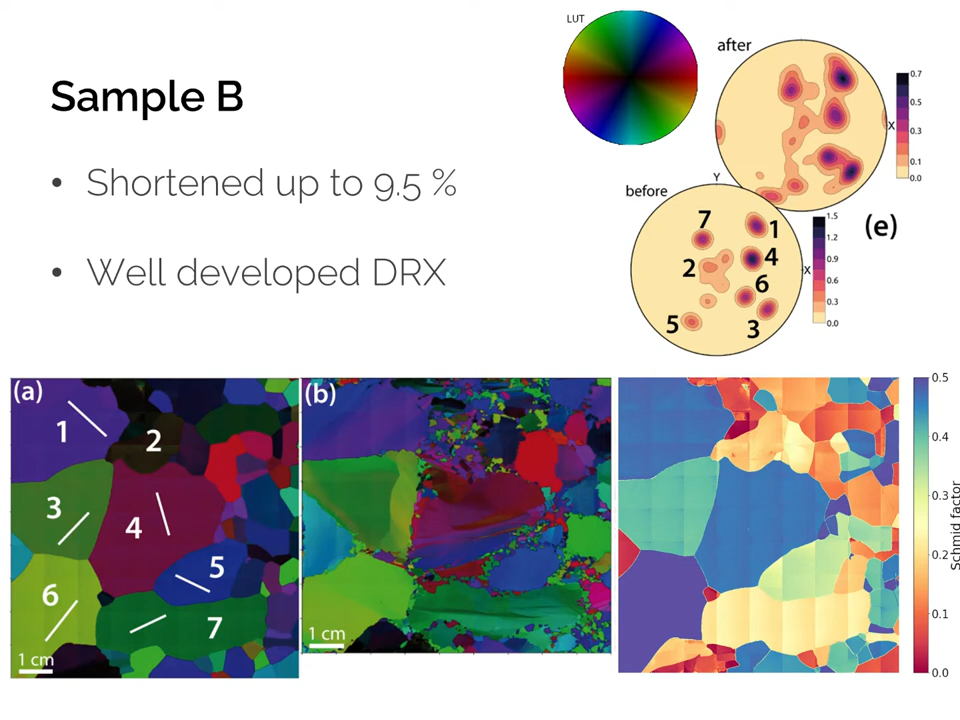 LUT
after
Sample B
0.7
0.5
X
0.3
0.1
0.0
• Shortened up to 9.5 %
before
Y
(e)
1.5
1.2
0.9
0.6
0.3
0.0
7
1
2
4
X
6
5
3
• Well developed DRX
(a)
1
2
3
4
5
6
7
1 cm
(b)
1 cm
0.5
0.4
0.3
0.2
0.1
0.0
Schmid factor